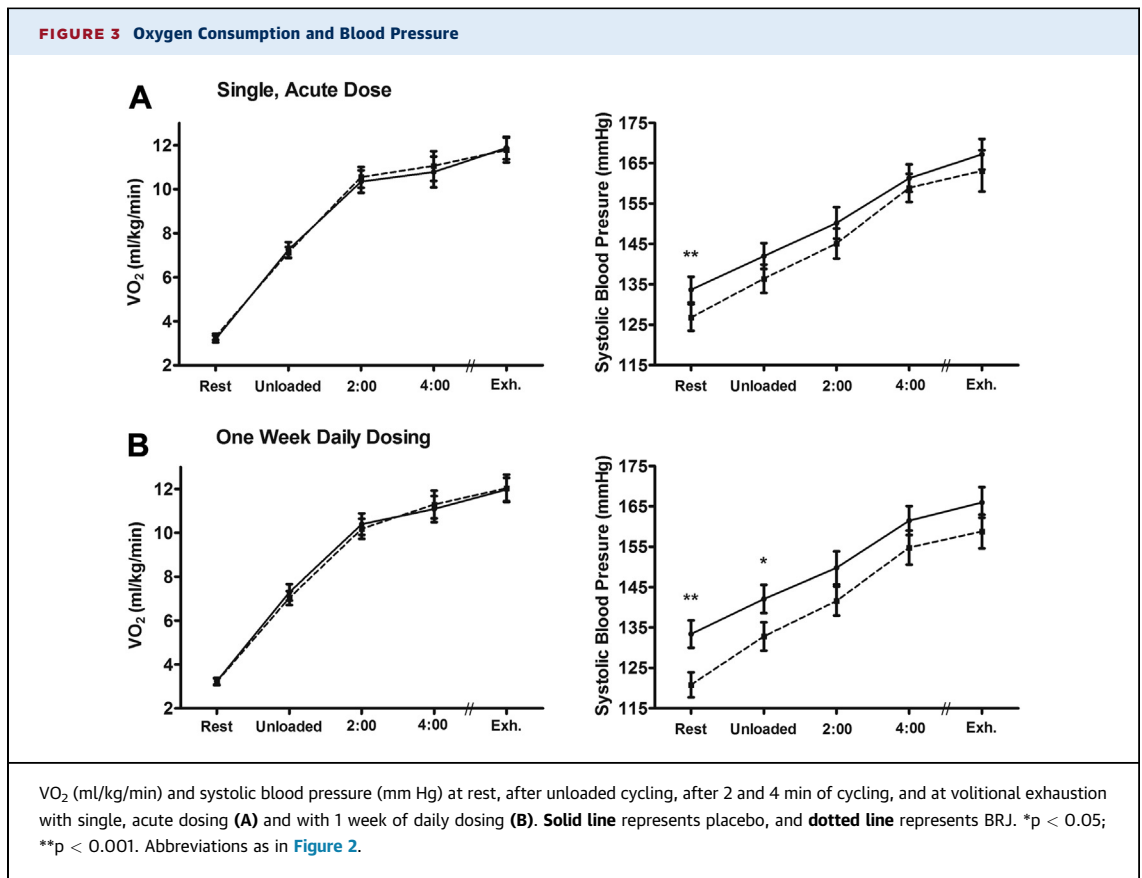 FIGURE 3 Oxygen Consumption and Blood Pressure
A Single, Acute Dose
VO2 (ml/kg/min)
12
10
8
6
4
2
Rest Unloaded 2:00 4:00 Exh.
Systolic Blood Presure (mmHg)
175
165
155
145
135
125
115
**
Rest Unloaded 2:00 4:00 Exh.
B One Week Daily Dosing
VO2 (ml/kg/min)
12
10
8
6
4
2
Rest Unloaded 2:00 4:00 Exh.
Systolic Blood Presure (mmHg)
175
165
155
145
135
125
115
**
*
Rest Unloaded 2:00 4:00 Exh.
VO2 (ml/kg/min) and systolic blood pressure (mm Hg) at rest, after unloaded cycling, after 2 and 4 min of cycling, and at volitional exhaustion
with single, acute dosing (A) and with 1 week of daily dosing (B). Solid line represents placebo, and dotted line represents BRJ. *p < 0.05;
**p < 0.001. Abbreviations as in Figure 2.